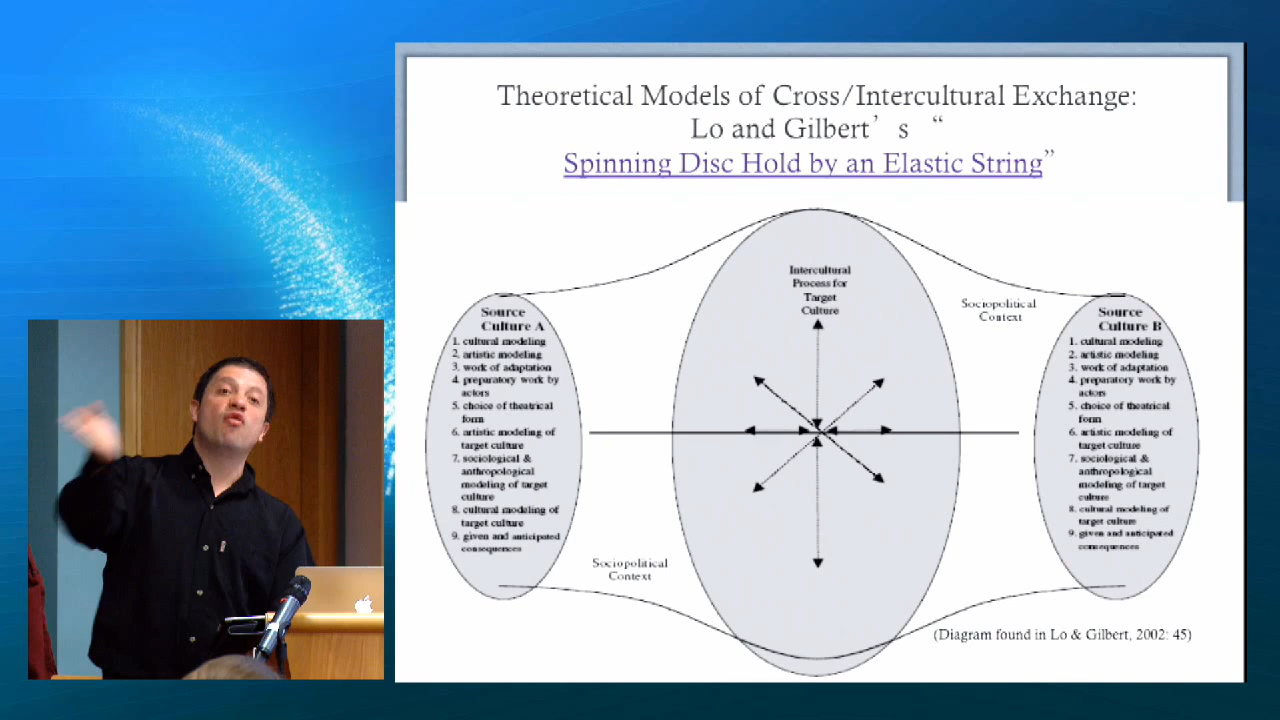 Theoretical Models of Cross/Intercultural Exchange:
Lo and Gilbert’ s “
Spinning Disc Hold by an Elastic String”
Intercultural
Process for
Target
Culture
Sociopolitical
Context
Source
Culture A
1. cultural modeling
2. artistic modeling
3. work of adaptation
4. preparatory work by
actors
5. choice of theatrical
form
6. artistic modeling of
target culture
7. sociological &
anthropological
modeling of target
culture
8. cultural modeling of
target culture
9. given and anticipated
consequences
Source
Culture B
1. cultural modeling
2. artistic modeling
3. work of adaptation
4. preparatory work by
actors
5. choice of theatrical
form
6. artistic modeling of
target culture
7. sociological &
anthropological
modeling of target
culture
8. cultural modeling of
target culture
9. given and anticipated
consequences
Sociopolitical
Context
(Diagram found in Lo & Gilbert, 2002: 45)